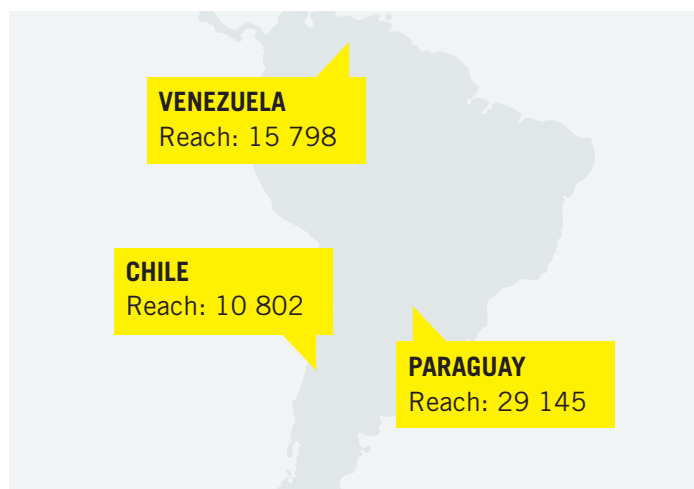 VENEZUELA
Reach: 15 798
CHILE
Reach: 10 802
PARAGUAY
Reach: 29 145